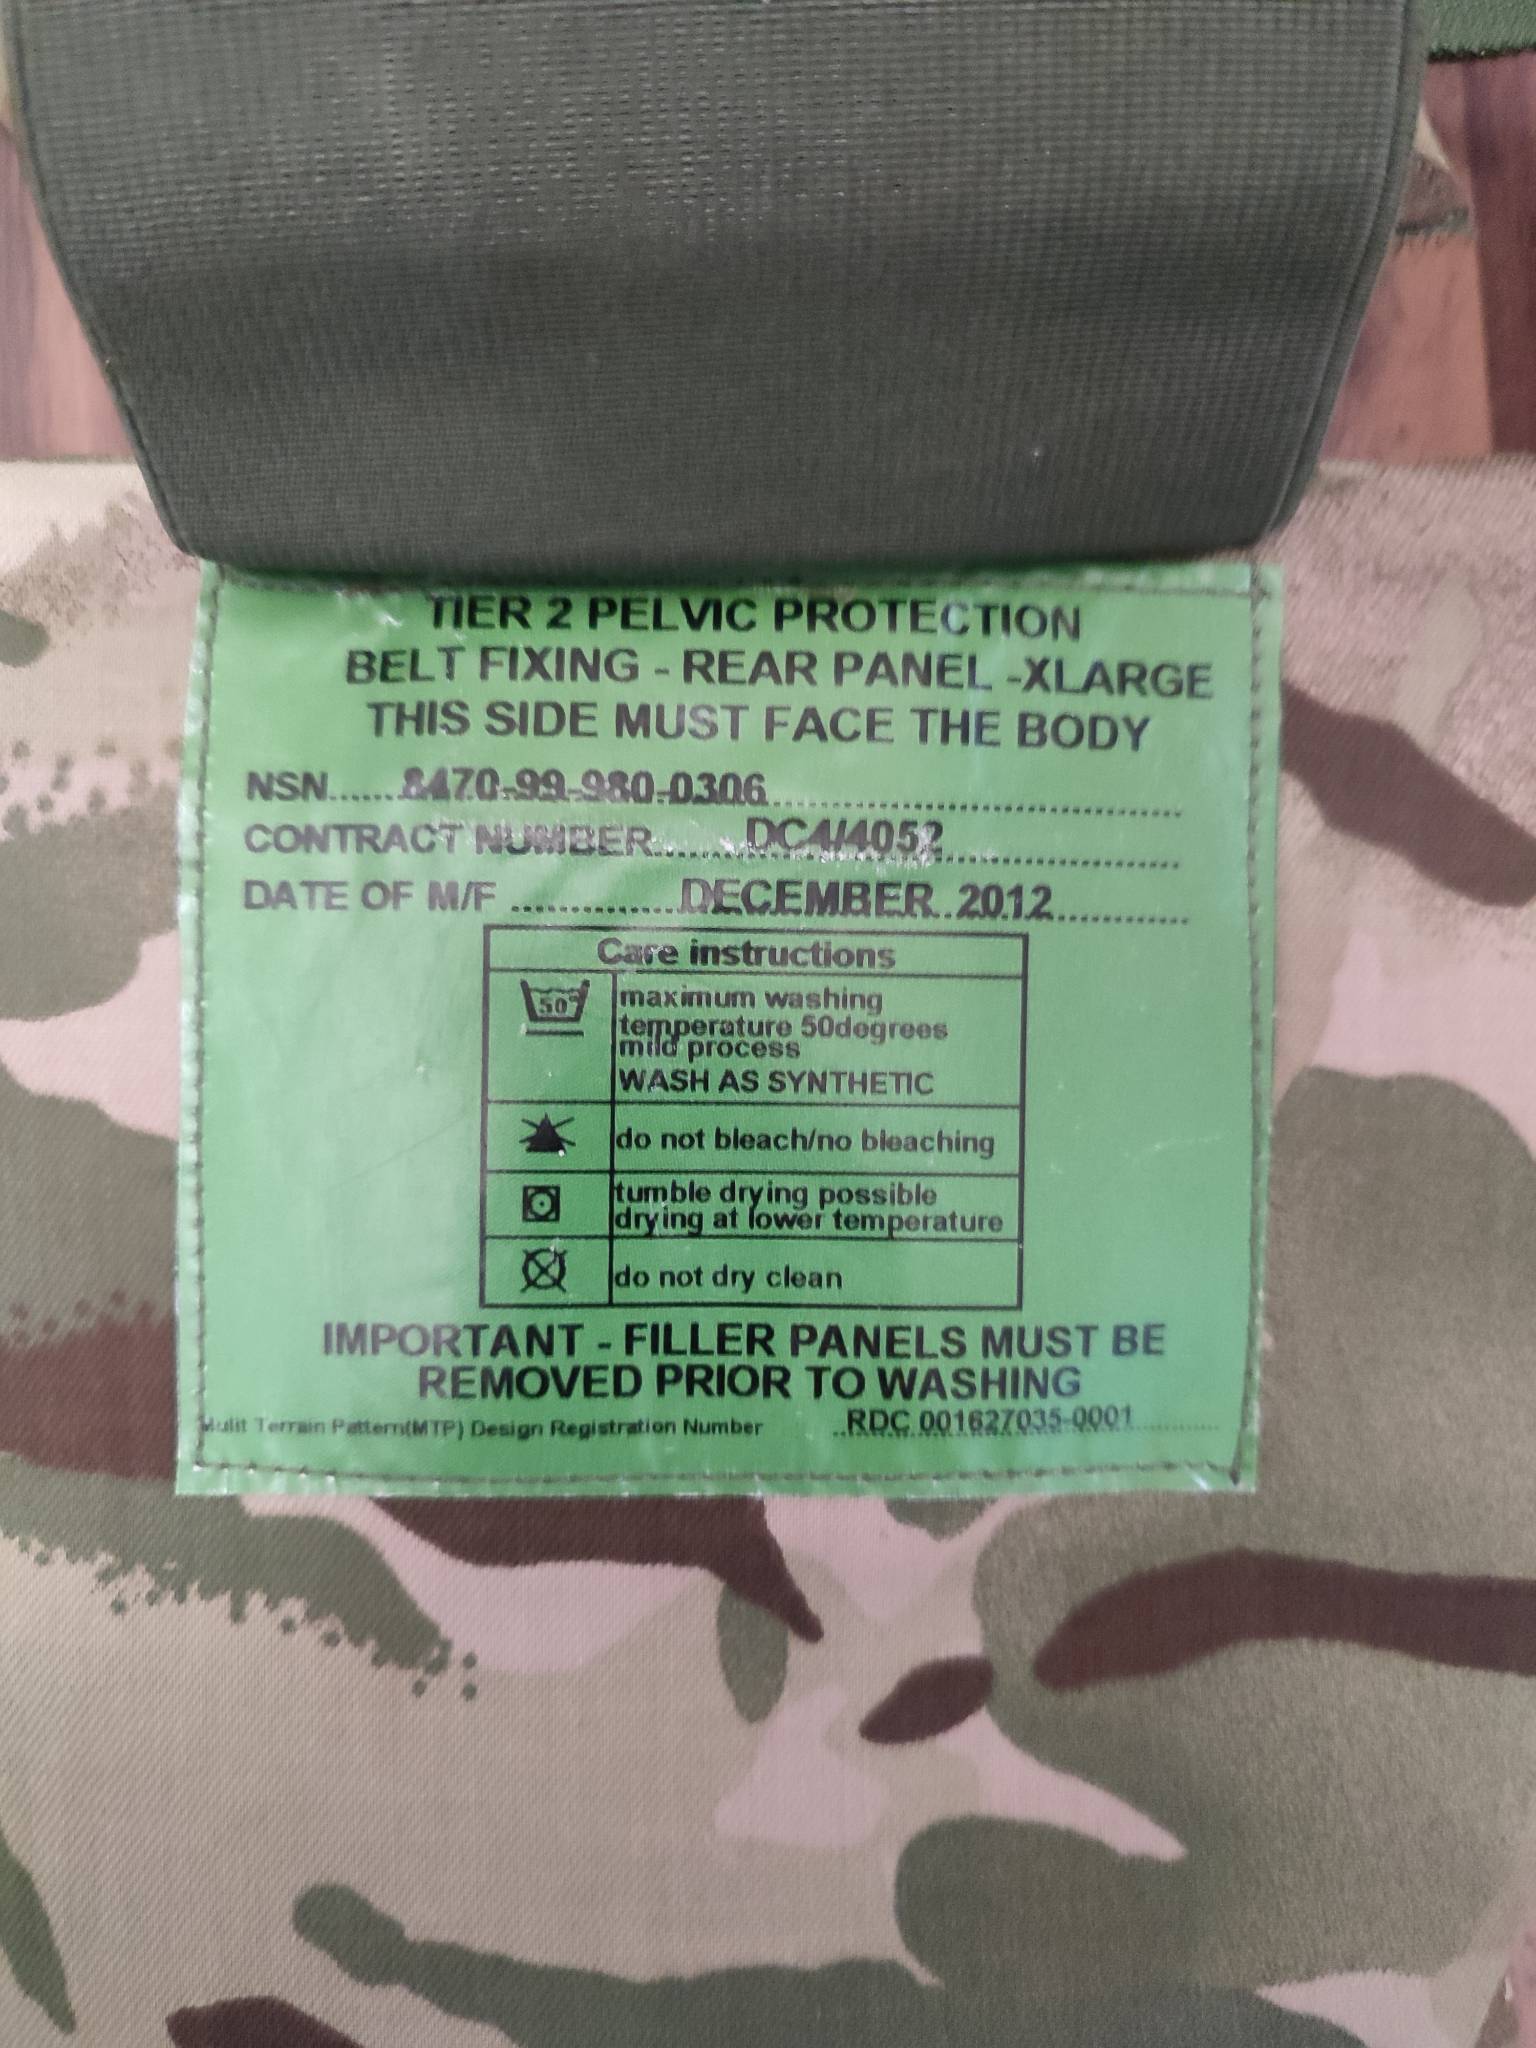 TIER 2 PELVIC PROTECTION
BELT FIXING - REAR PANEL -XLARGE
THIS SIDE MUST FACE THE BODY
NSN......8470-99-980-0306
CONTRACT NUMBER......DC4/4052
DATE OF M/F ............DECEMBER 2012
Care instructions
50°
maximum washing
temperature 50degrees
mild process
WASH AS SYNTHETIC
do not bleach/no bleaching
tumble drying possible
drying at lower temperature
do not dry clean
IMPORTANT - FILLER PANELS MUST BE
REMOVED PRIOR TO WASHING
Mulit Terrain Pattern(MTP) Design Registration Number ..RDC 001627035-0001